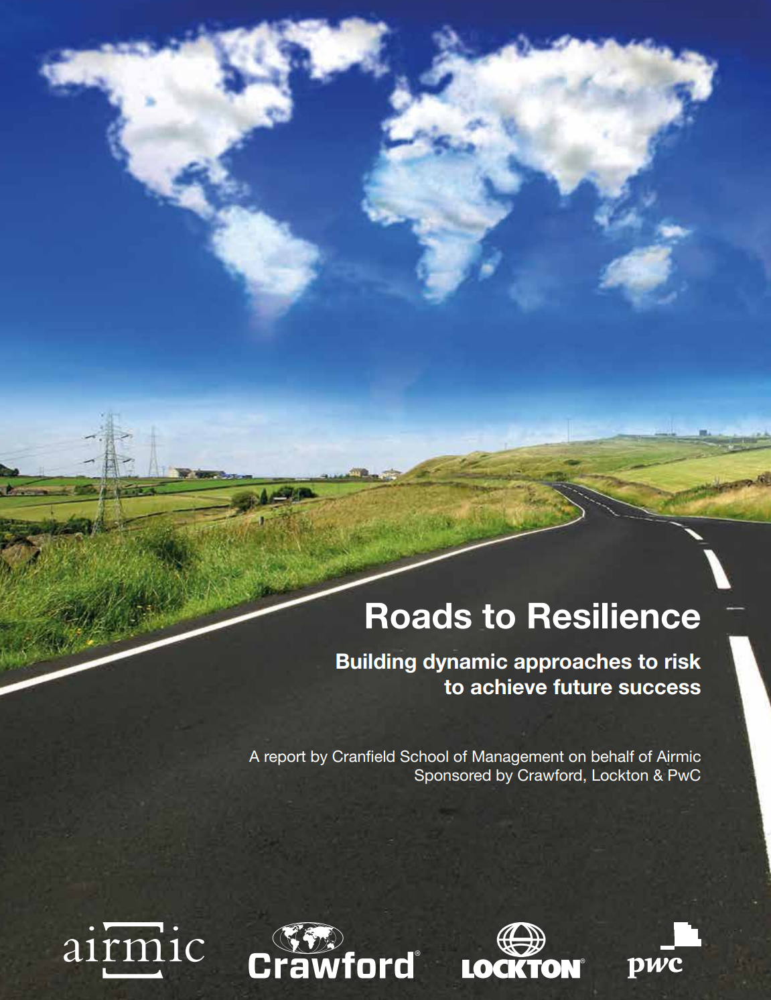 Roads to Resilience
Building dynamic approaches to risk
to achieve future success
A report by Cranfield School of Management on behalf of Airmic
Sponsored by Crawford, Lockton & PwC
airmic
Crawford®
LOCKTON®
pwc